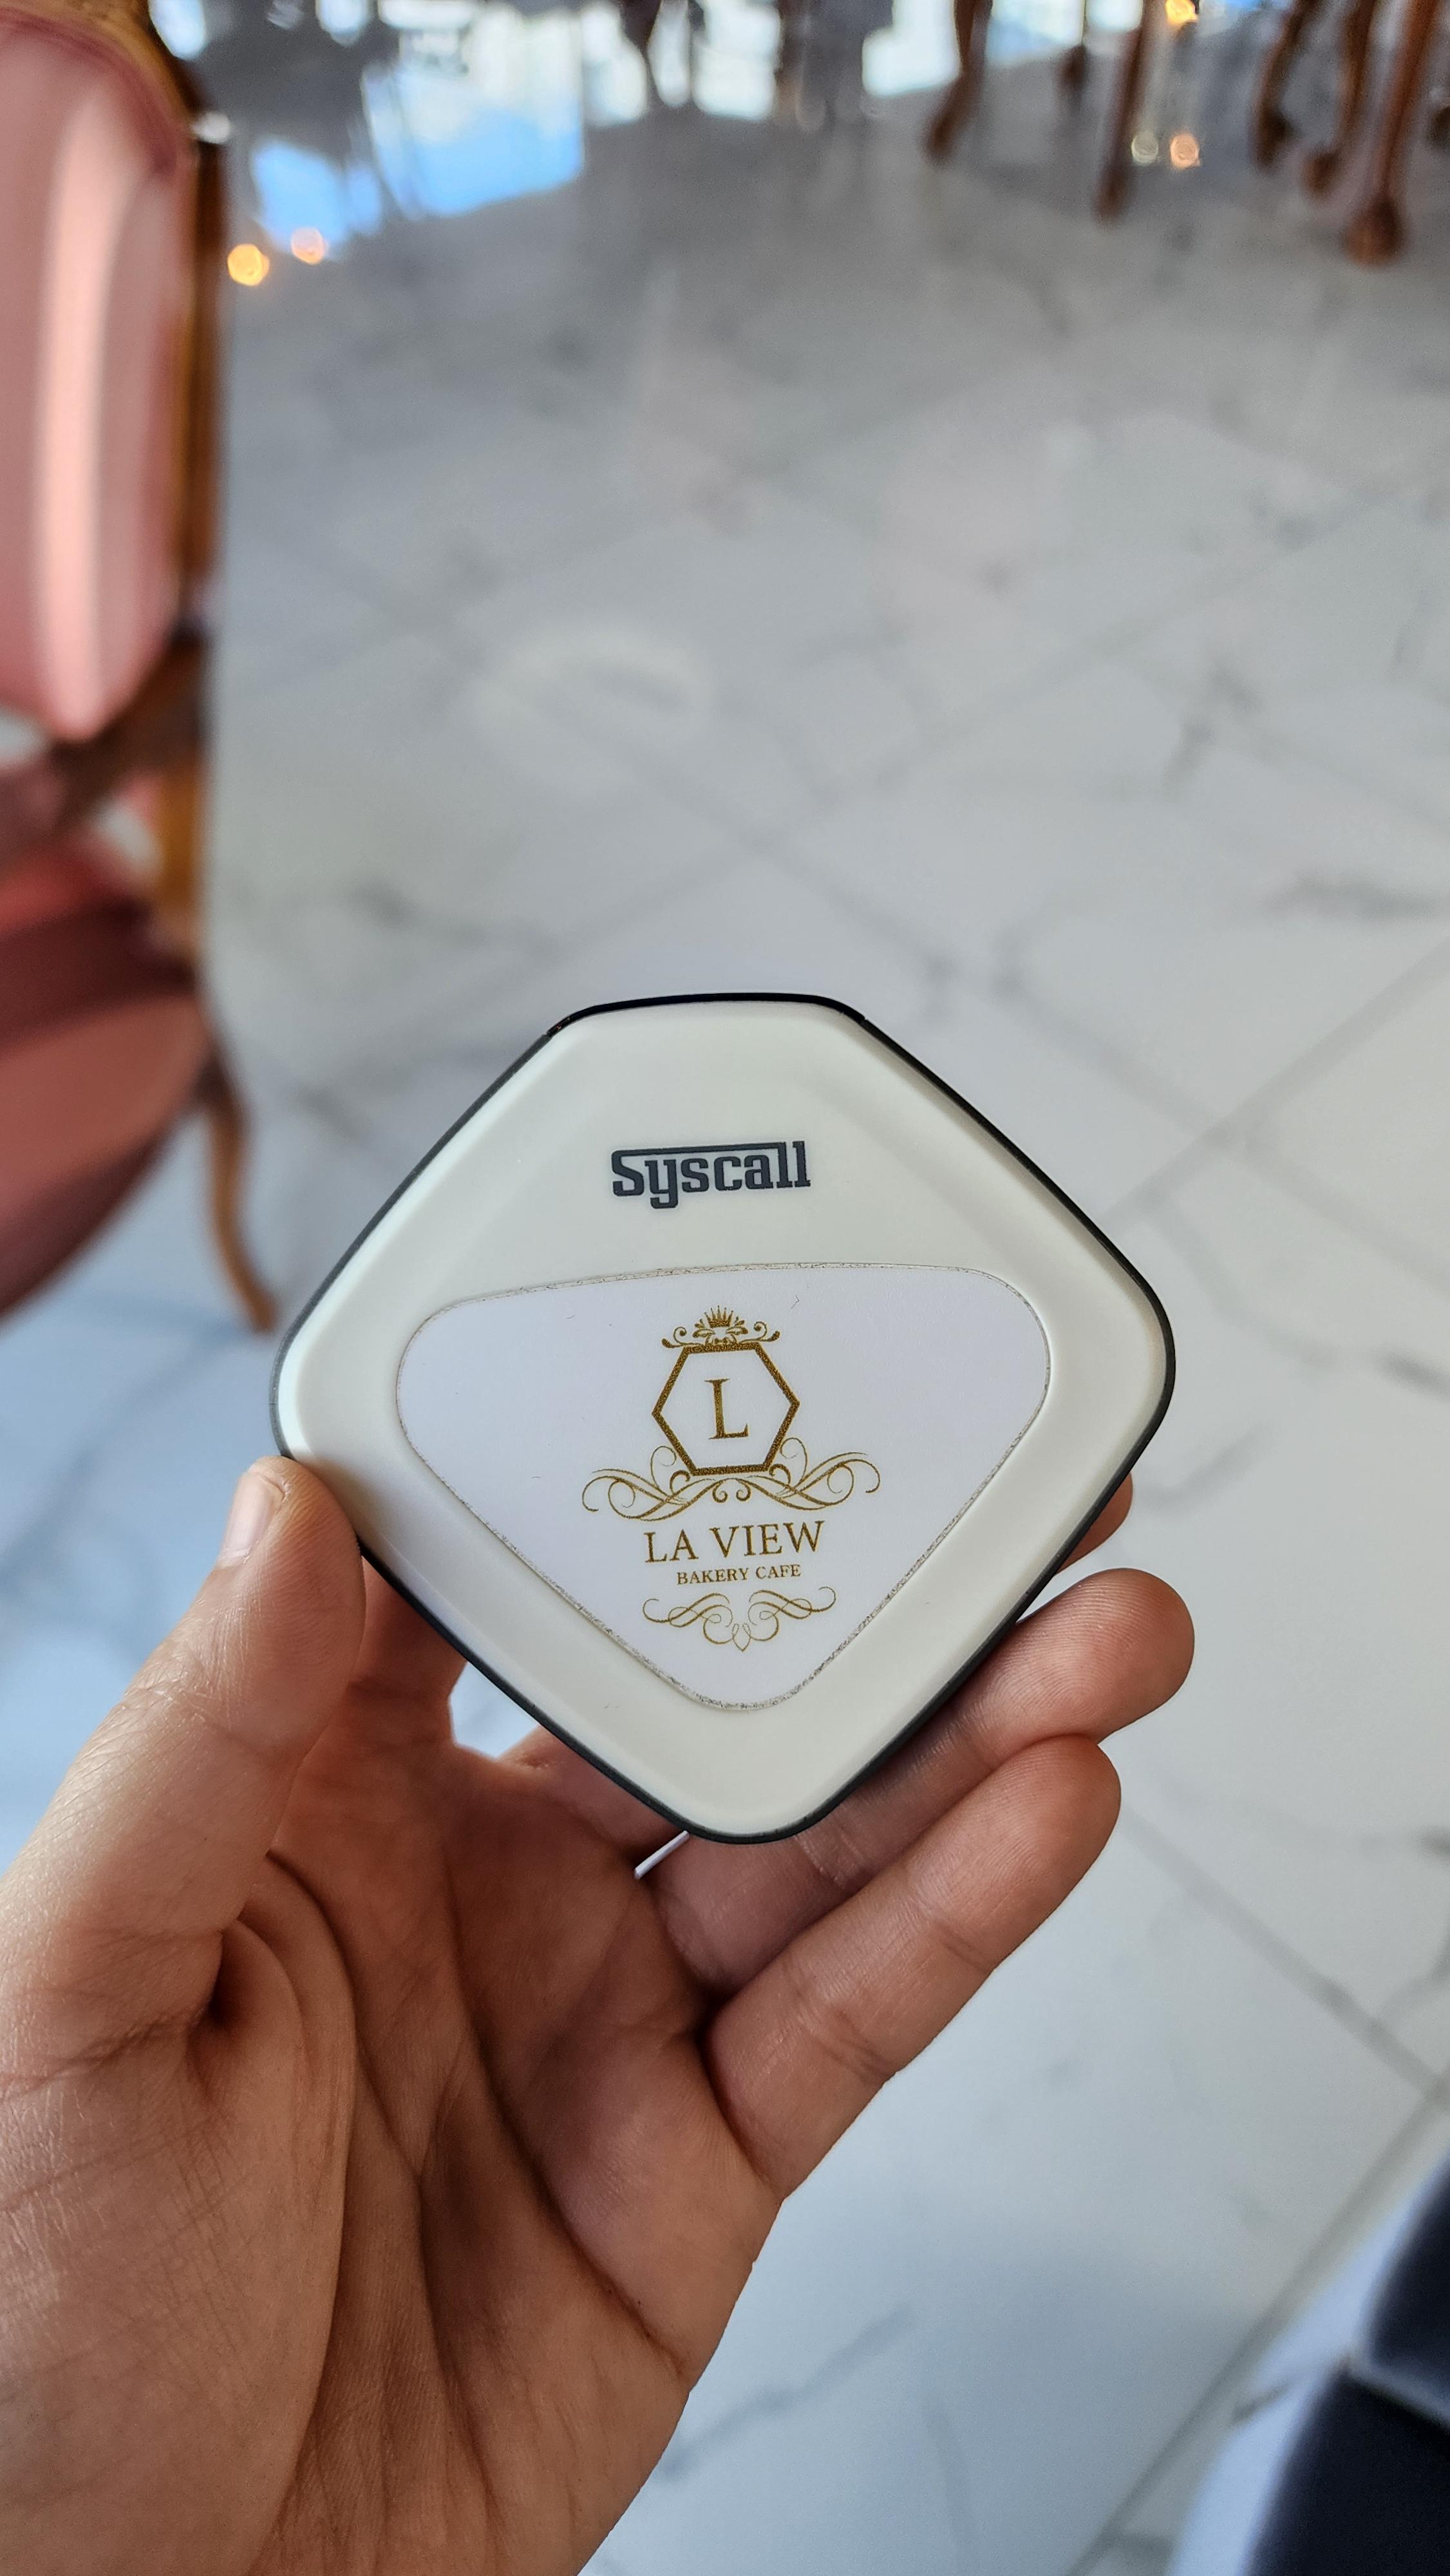 Syscall
L
LA VIEW
BAKERY CAFE